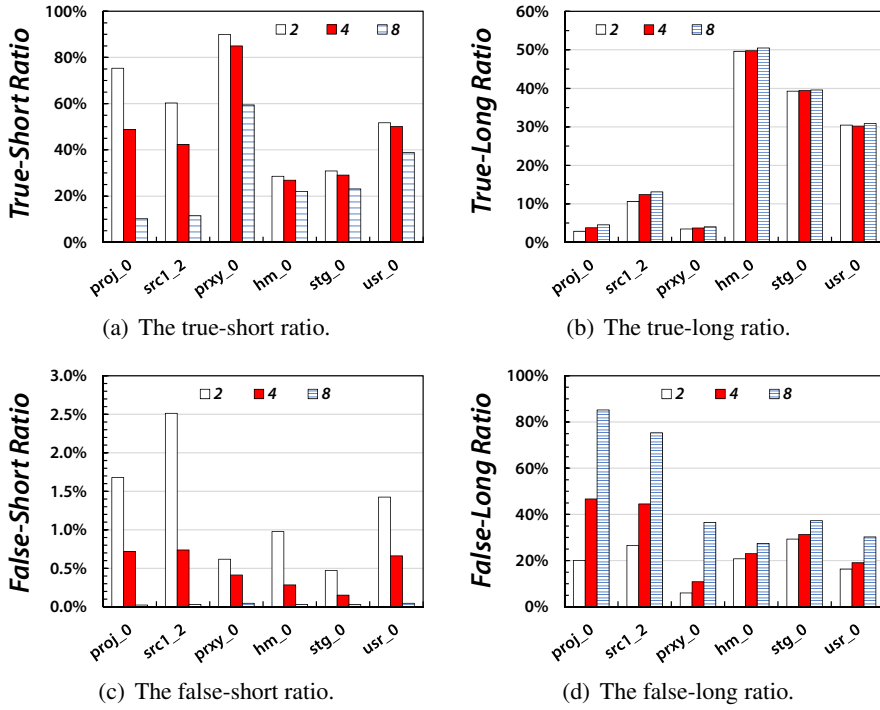 True-Short Ratio
100%
80%
60%
40%
20%
0%
2 4 8
proj_0 src1_2 prxy_0 hm_0 stg_0 usr_0
(a) The true-short ratio.
True-Long Ratio
60%
50%
40%
30%
20%
10%
0%
2 4 8
proj_0 src1_2 prxy_0 hm_0 stg_0 usr_0
(b) The true-long ratio.
False-Short Ratio
3.0%
2.5%
2.0%
1.5%
1.0%
0.5%
0.0%
2 4 8
proj_0 src1_2 prxy_0 hm_0 stg_0 usr_0
(c) The false-short ratio.
False-Long Ratio
100%
80%
60%
40%
20%
0%
2 4 8
proj_0 src1_2 prxy_0 hm_0 stg_0 usr_0
(d) The false-long ratio.